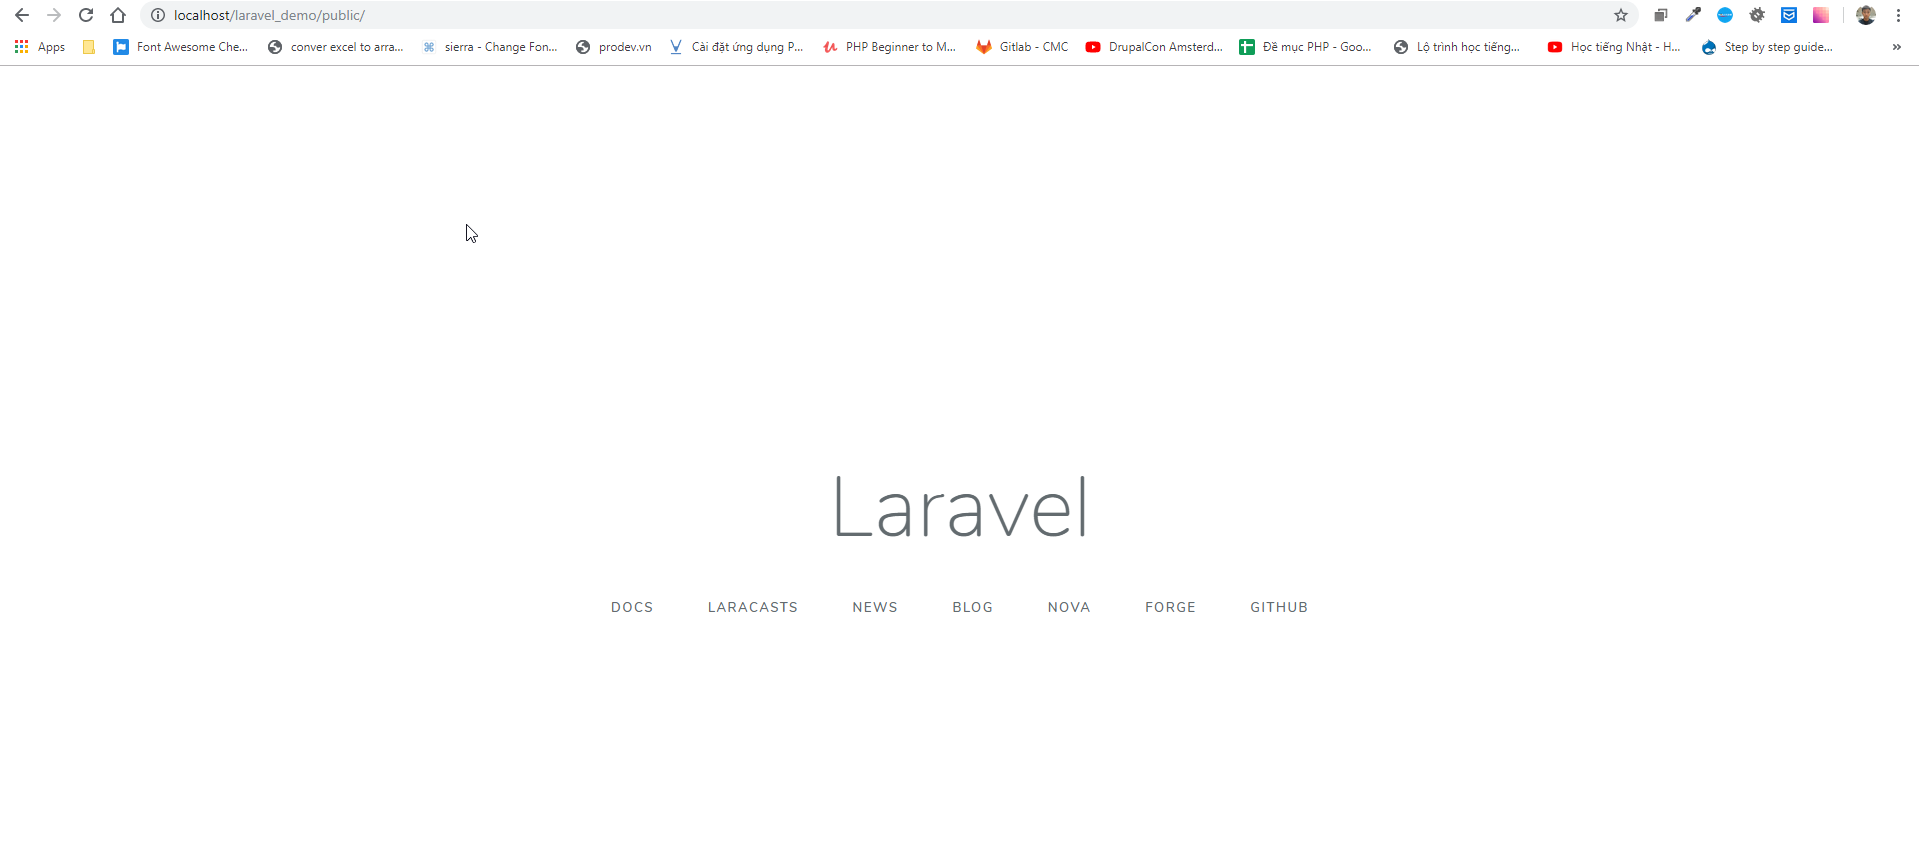 localhost/laravel_demo/public/
Apps Font Awesome Che... conver excel to arra... sierra - Change Fon... prodev.vn Cài đặt ứng dụng P... PHP Beginner to M... Gitlab - CMC DrupalCon Amsterd... Đề mục PHP - Goo... Lộ trình học tiếng... Học tiếng Nhật - H... Step by step guide... »
Laravel
DOCS LARACASTS NEWS BLOG NOVA FORGE GITHUB